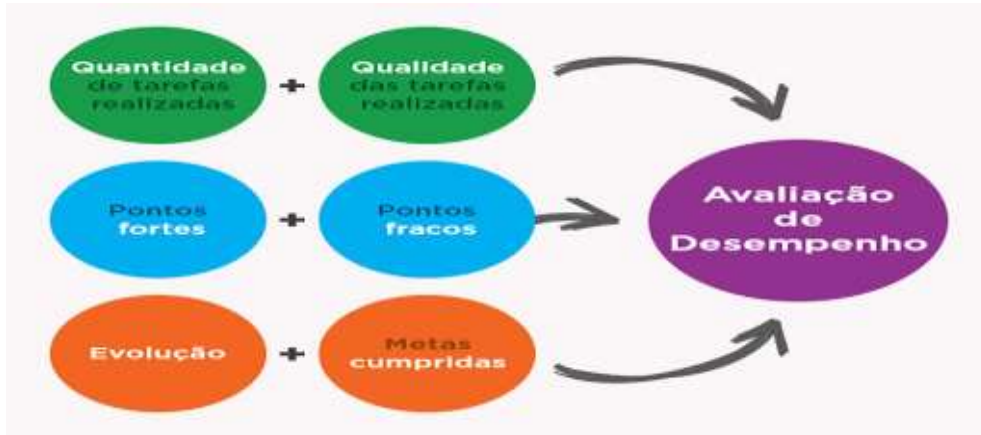 Quantidade
de tarefas
realizadas
+
Qualidade
das tarefas
realizadas
Pontos
fortes
+
Pontos
fracos
Evolução
+
Metas
cumpridas
Avaliação
de
Desempenho